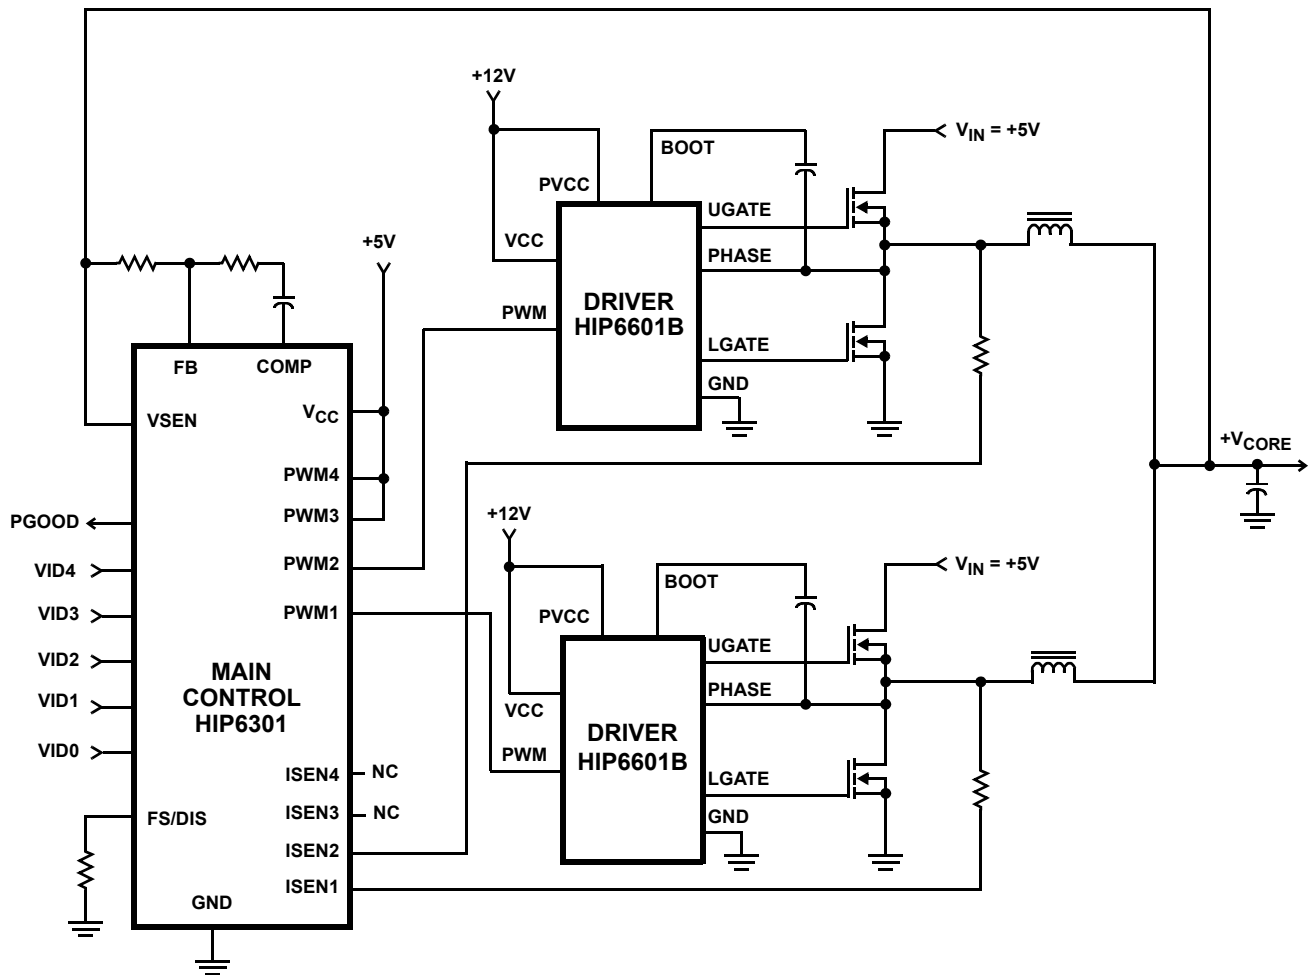 +12V
VIN = +5V
BOOT
PVCC
UGATE
VCC
PHASE
+5V
DRIVER
HIP6601B
PWM
LGATE
GND
FB
COMP
VSEN
VCC
PWM4
PWM3
PWM2
PWM1
PGOOD
VID4
VID3
VID2
VID1
VID0
MAIN
CONTROL
HIP6301
ISEN4
NC
ISEN3
NC
FS/DIS
ISEN2
ISEN1
GND
+VCORE
+12V
VIN = +5V
BOOT
PVCC
UGATE
PHASE
VCC
DRIVER
HIP6601B
PWM
LGATE
GND